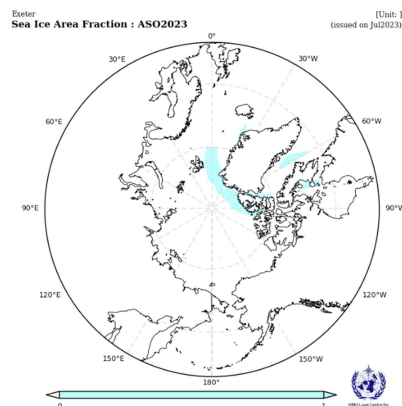 Exeter
[Unit: ]
Sea Ice Area Fraction : ASO2023
(issued on Jul2023)
0°
30°E
30°W
60°E
60°W
90°E
90°W
120°E
120°W
150°E
150°W
180°
0
1